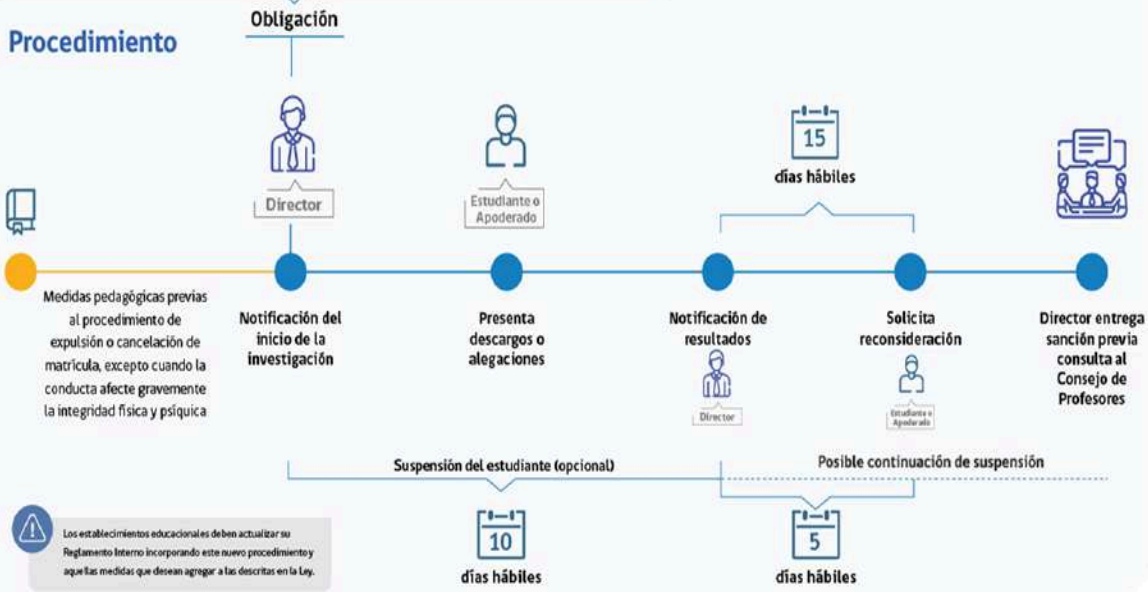 Procedimiento
Obligación
Director
Estudiante o
Apoderado
15
días hábiles
Medidas pedagógicas previas
al procedimiento de
expulsión o cancelación de
matrícula, excepto cuando la
conducta afecte gravemente
la integridad física y psíquica
Notificación del
inicio de la
investigación
Presenta
descargos o
alegaciones
Notificación de
resultados
Director
Solicita
reconsideración
Estudiante o
Apoderado
Director entrega
sanción previa
consulta al
Consejo de
Profesores
Suspensión del estudiante (opcional)
Posible continuación de suspensión
10
días hábiles
5
días hábiles
Los establecimientos educacionales deben actualizar su
Reglamento Interno incorporando este nuevo procedimiento y
aquellas medidas que desean agregar a las descritas en la Ley.